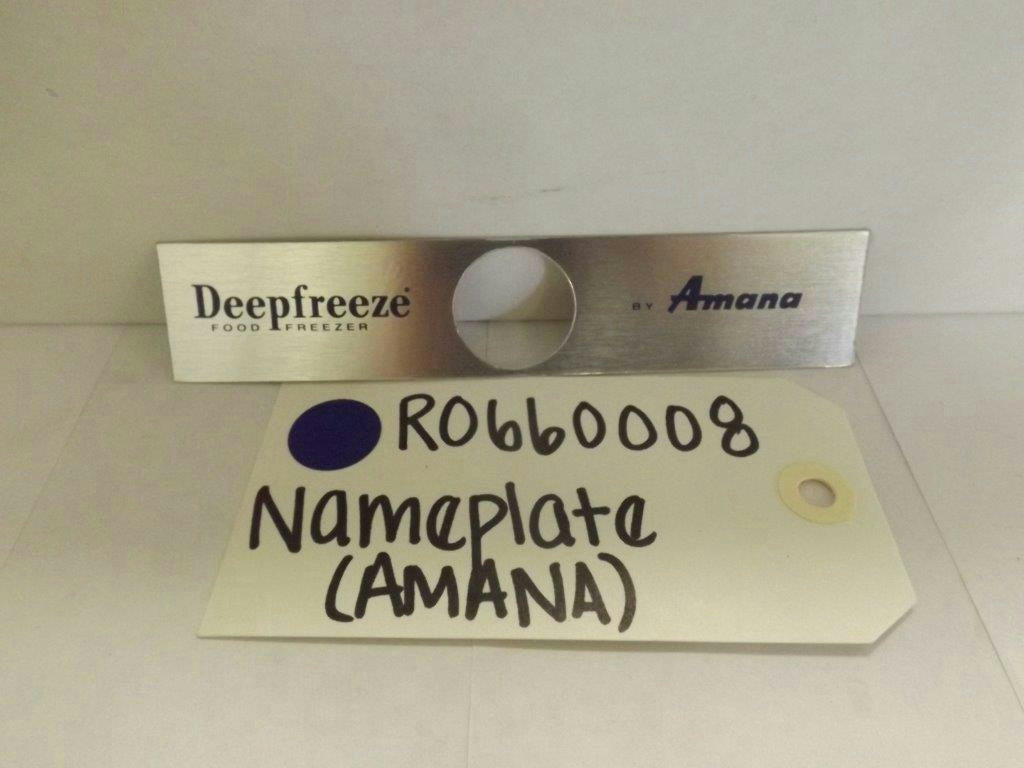 Deepfreeze®
FOOD FREEZER
BY Amana
R0660008
Nameplate
(AMANA)